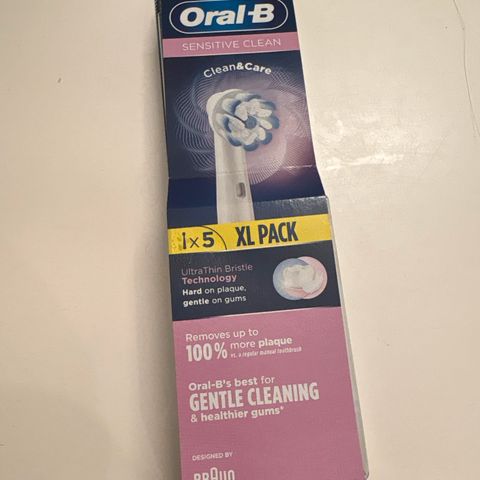 Oral-B
SENSITIVE CLEAN
Clean&Care
x5 XL PACK
UltraThin Bristle
Technology
Hard on plaque,
gentle on gums
Removes up to
100% more plaque
vs. a regular manual toothbrush
Oral-B's best for
GENTLE CLEANING
& healthier gums*
DESIGNED BY
BRAUN